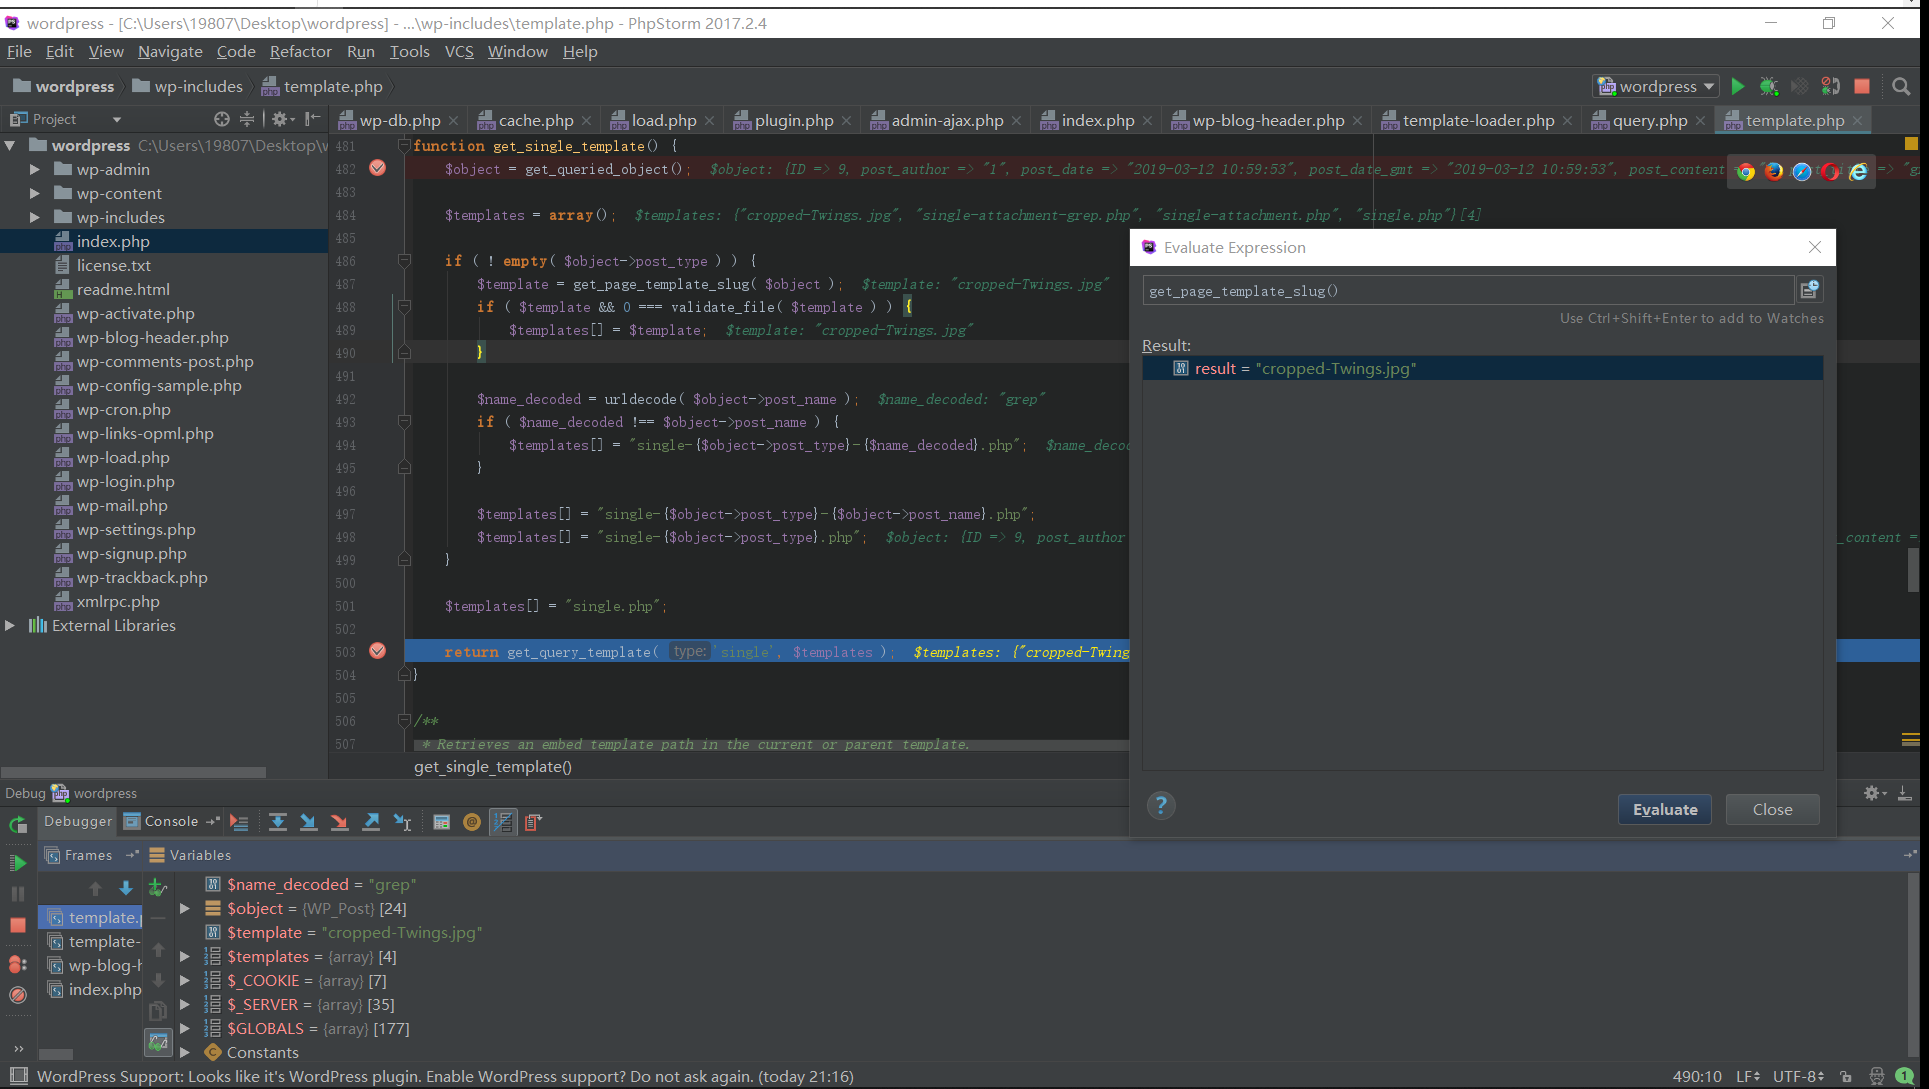 wordpress - [C:\Users\19807\Desktop\wordpress] - ...\wp-includes\template.php - PhpStorm 2017.2.4
File Edit View Navigate Code Refactor Run Tools VCS Window Help
wordpress wp-includes template.php wordpress
Project wp-db.php cache.php load.php plugin.php admin-ajax.php index.php wp-blog-header.php template-loader.php query.php template.php
wordpress C:\Users\19807\Desktop\w
wp-admin
wp-content
wp-includes
index.php
license.txt
readme.html
wp-activate.php
wp-blog-header.php
wp-comments-post.php
wp-config-sample.php
wp-cron.php
wp-links-opml.php
wp-load.php
wp-login.php
wp-mail.php
wp-settings.php
wp-signup.php
wp-trackback.php
xmlrpc.php
External Libraries
481 function get_single_template() {
482 $object = get_queried_object(); $object: {ID => 9, post_author => "1", post_date => "2019-03-12 10:59:53", post_date_gmt => "2019-03-12 10:59:53", post_content =
483
484 $templates = array(); $templates: {"cropped-Twings.jpg", "single-attachment-grep.php", "single-attachment.php", "single.php"}[4]
485
486 if ( ! empty( $object->post_type ) ) {
487 $template = get_page_template_slug( $object ); $template: "cropped-Twings.jpg"
488 if ( $template && 0 === validate_file( $template ) ) {
489 $templates[] = $template; $template: "cropped-Twings.jpg"
490 }
491
492 $name_decoded = urldecode( $object->post_name ); $name_decoded: "grep"
493 if ( $name_decoded !== $object->post_name ) {
494 $templates[] = "single-{$object->post_type}-{$name_decoded}.php"; $name_deco
495 }
496
497 $templates[] = "single-{$object->post_type}-{$object->post_name}.php";
498 $templates[] = "single-{$object->post_type}.php"; $object: {ID => 9, post_author _content =
499 }
500
501 $templates[] = "single.php";
502
503 return get_query_template( type: 'single', $templates ); $templates: {"cropped-Twing
504 }
505
506 /**
507 * Retrieves an embed template path in the current or parent template.
get_single_template()
Evaluate Expression
get_page_template_slug()
Use Ctrl+Shift+Enter to add to Watches
Result:
result = "cropped-Twings.jpg"
? Evaluate Close
Debug wordpress
Debugger Console
Frames Variables
template.p
template-
wp-blog-h
index.php
$name_decoded = "grep"
$object = {WP_Post} [24]
$template = "cropped-Twings.jpg"
$templates = {array} [4]
$_COOKIE = {array} [7]
$_SERVER = {array} [35]
$GLOBALS = {array} [177]
Constants
WordPress Support: Looks like it's WordPress plugin. Enable WordPress support? Do not ask again. (today 21:16) 490:10 LF UTF-8 1